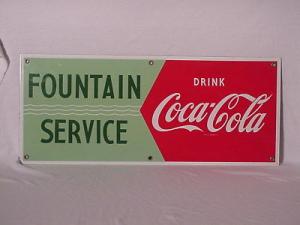 FOUNTAIN
SERVICE
DRINK
Coca-Cola